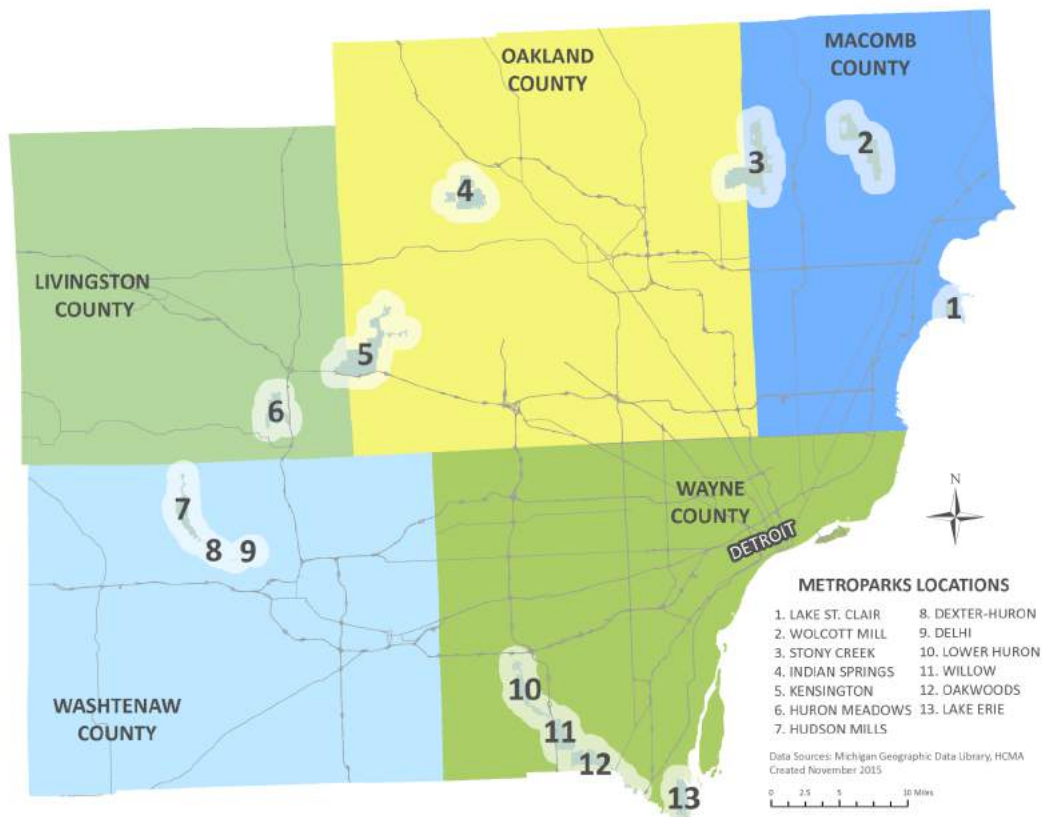 OAKLAND
COUNTY
MACOMB
COUNTY
2
3
4
LIVINGSTON
COUNTY
1
5
6
WAYNE
COUNTY
7
8
9
DETROIT
N
WASHTENAW
COUNTY
10
11
12
13
METROPARKS LOCATIONS
1. LAKE ST. CLAIR
2. WOLCOTT MILL
3. STONY CREEK
4. INDIAN SPRINGS
5. KENSINGTON
6. HURON MEADOWS
7. HUDSON MILLS
8. DEXTER-HURON
9. DELHI
10. LOWER HURON
11. WILLOW
12. OAKWOODS
13. LAKE ERIE
Data Sources: Michigan Geographic Data Library, HCMA
Created November 2015
0 2.5 5 10 Miles